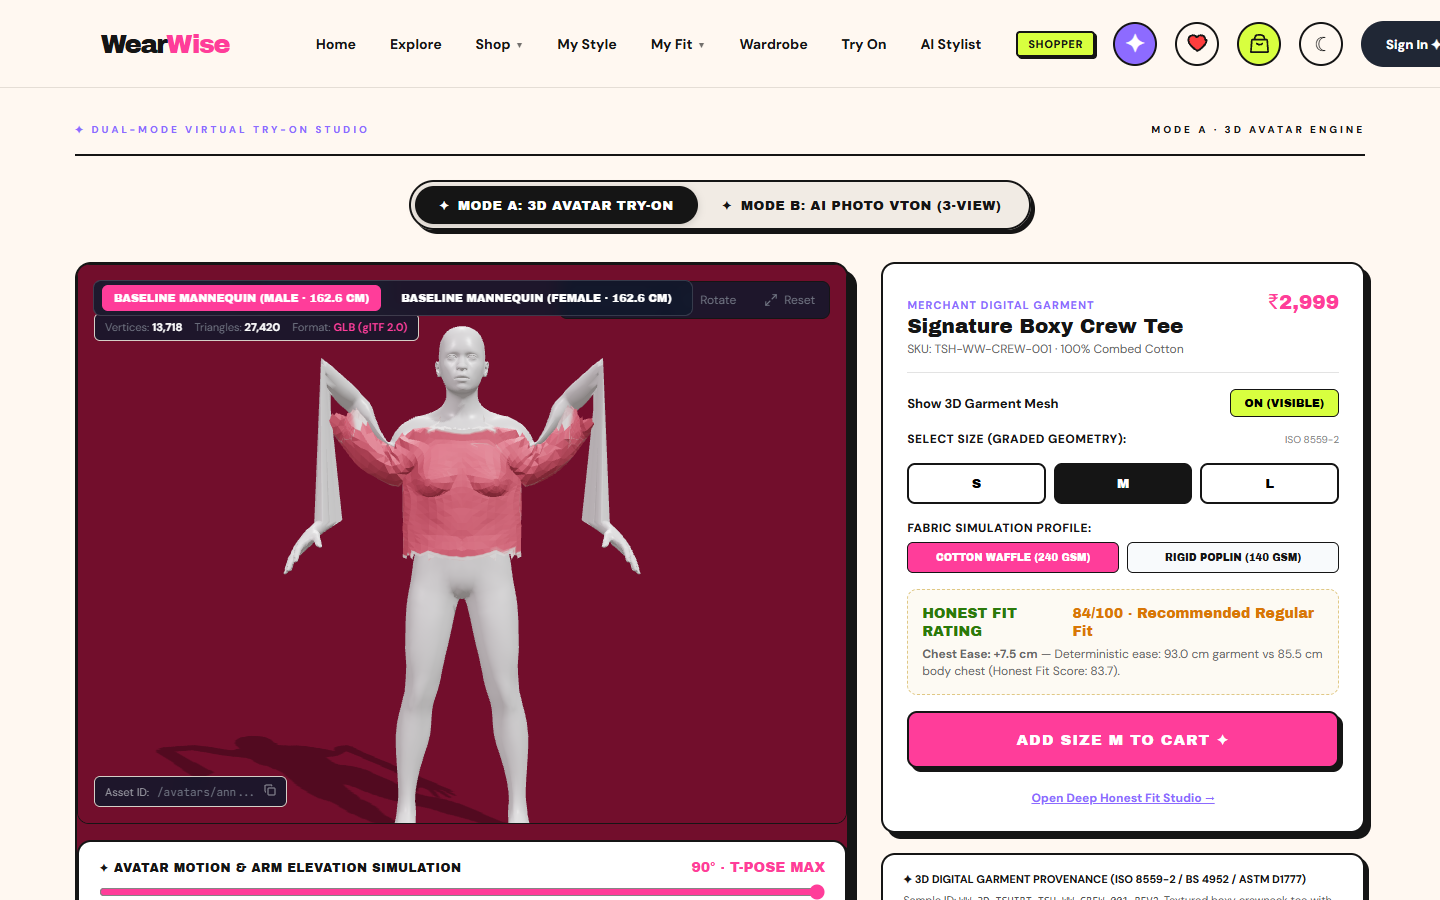 WearWise
Home
Explore
Shop ▼
My Style
My Fit ▼
Wardrobe
Try On
AI Stylist
SHOPPER
Sign In ✦
✦ DUAL-MODE VIRTUAL TRY-ON STUDIO
MODE A · 3D AVATAR ENGINE
✦ MODE A: 3D AVATAR TRY-ON
✦ MODE B: AI PHOTO VTON (3-VIEW)
BASELINE MANNEQUIN (MALE · 162.6 CM)
BASELINE MANNEQUIN (FEMALE · 162.6 CM)
Rotate
Reset
Vertices: 13,718 Triangles: 27,420 Format: GLB (glTF 2.0)
Asset ID: /avatars/ann...
✦ AVATAR MOTION & ARM ELEVATION SIMULATION
90° · T-POSE MAX
MERCHANT DIGITAL GARMENT
₹2,999
Signature Boxy Crew Tee
SKU: TSH-WW-CREW-001 · 100% Combed Cotton
Show 3D Garment Mesh
ON (VISIBLE)
SELECT SIZE (GRADED GEOMETRY):
ISO 8559-2
S
M
L
FABRIC SIMULATION PROFILE:
COTTON WAFFLE (240 GSM)
RIGID POPLIN (140 GSM)
HONEST FIT
RATING
84/100 · Recommended Regular
Fit
Chest Ease: +7.5 cm — Deterministic ease: 93.0 cm garment vs 85.5 cm
body chest (Honest Fit Score: 83.7).
ADD SIZE M TO CART ✦
Open Deep Honest Fit Studio →
✦ 3D DIGITAL GARMENT PROVENANCE (ISO 8559-2 / BS 4952 / ASTM D1777)